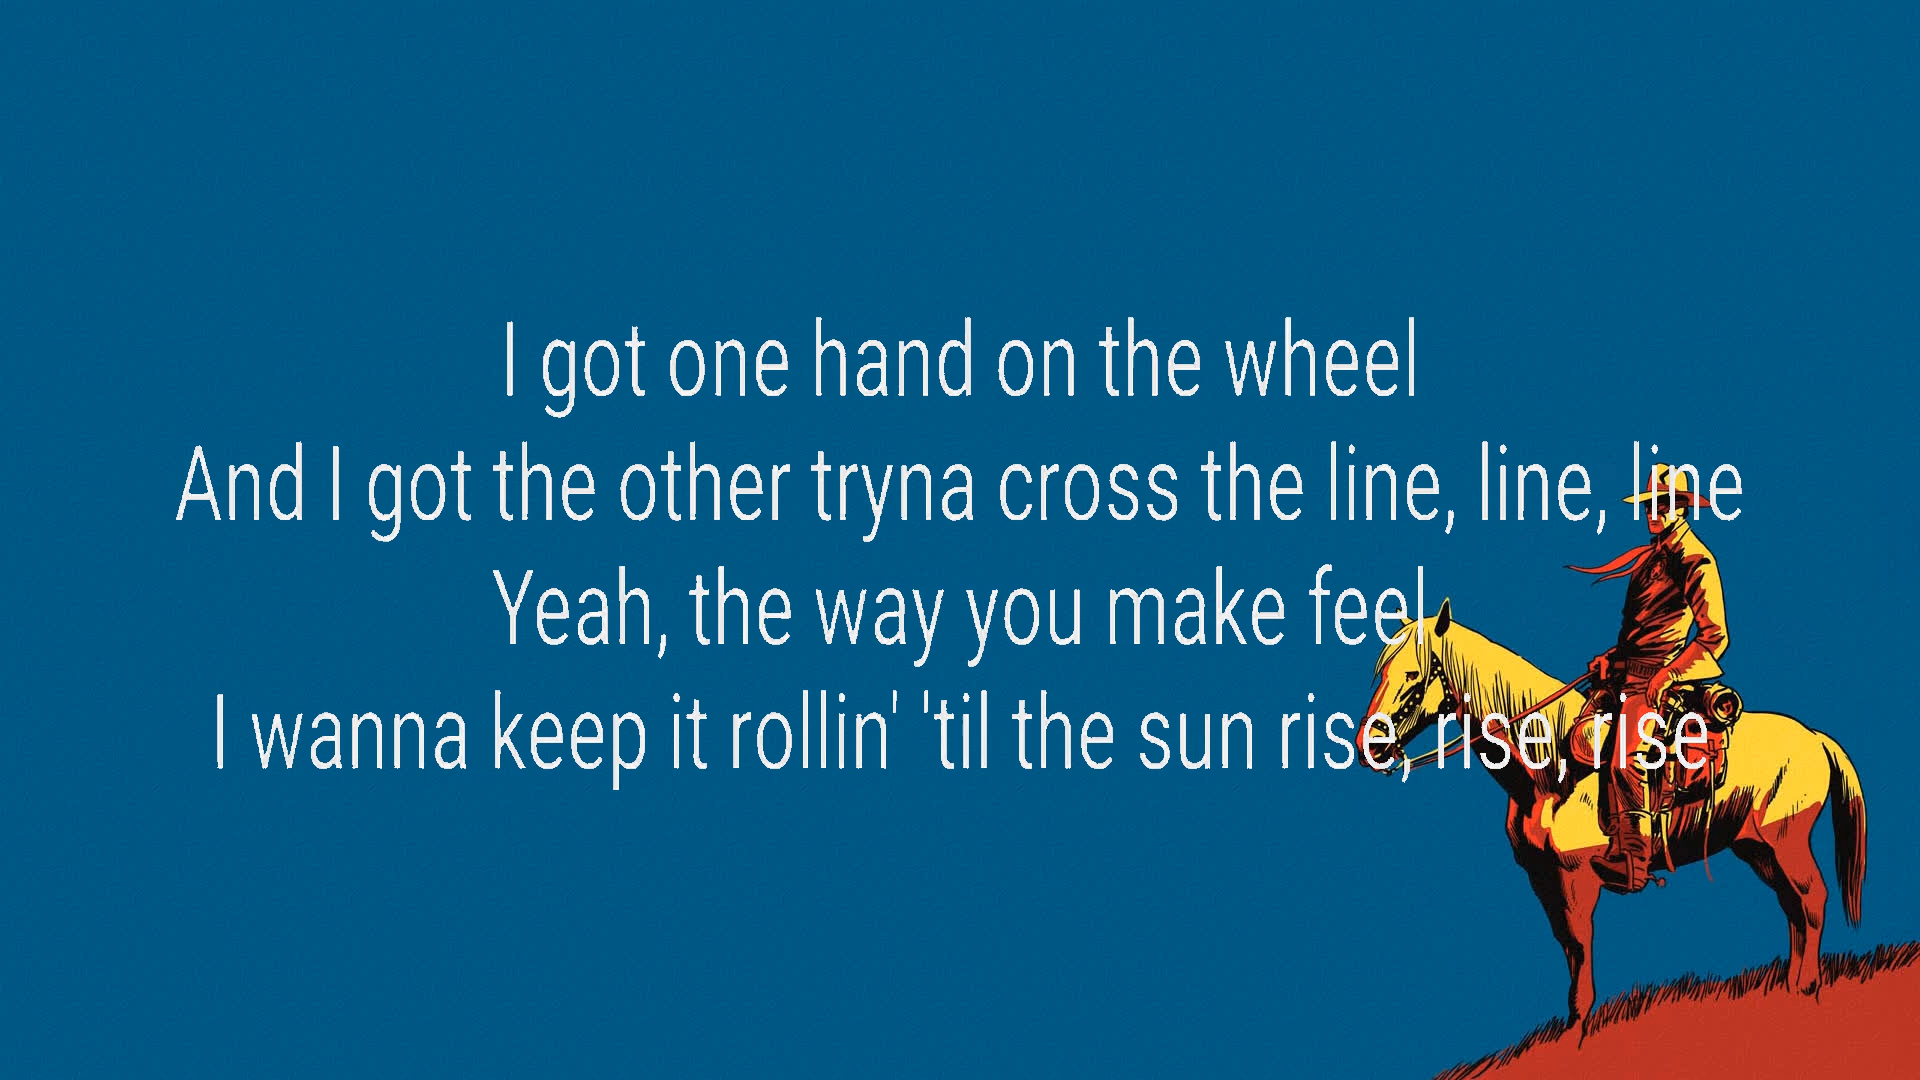 I got one hand on the wheel
And I got the other tryna cross the line, line, line
Yeah, the way you make feel
I wanna keep it rollin' 'til the sun rise, rise, rise